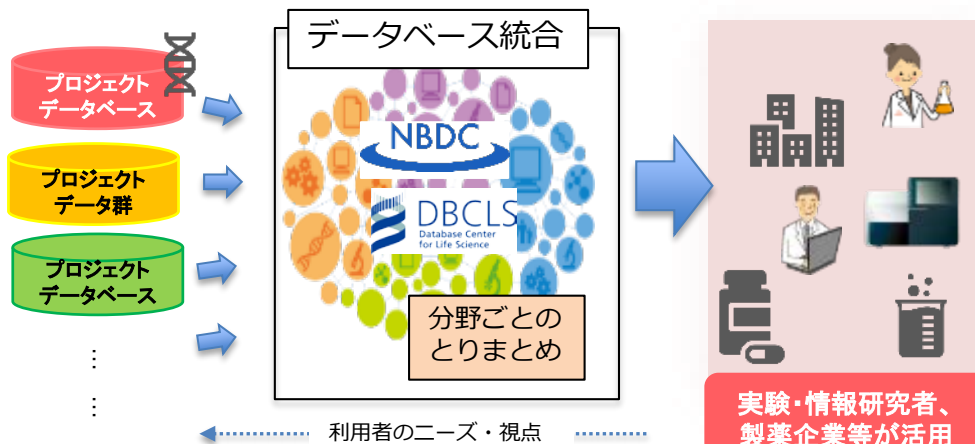 データベース統合
プロジェクト
データベース
プロジェクト
データ群
プロジェクト
データベース
⋮
⋮
NBDC
DBCLS
Database Center
for Life Science
分野ごとの
とりまとめ
利用者のニーズ・視点
実験・情報研究者、
製薬企業等が活用